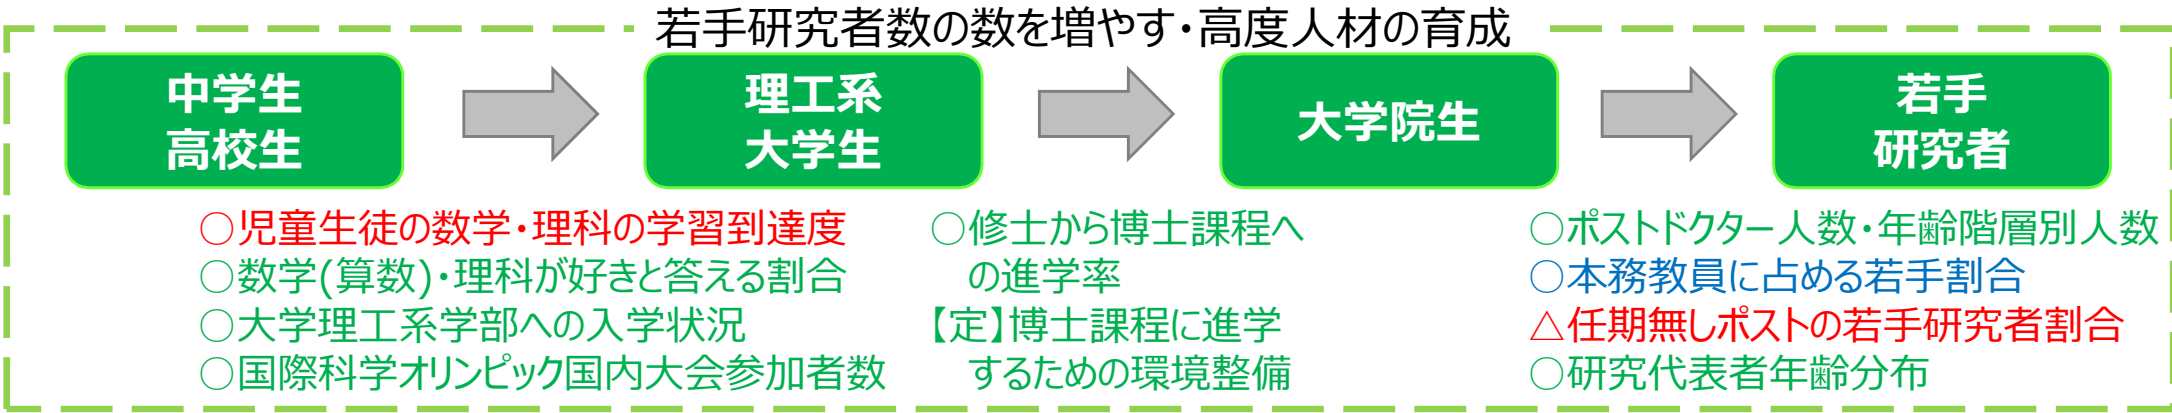 若手研究者数の数を増やす・高度人材の育成
中学生
高校生
理工系
大学生
大学院生
若手
研究者
○児童生徒の数学・理科の学習到達度
○数学(算数)・理科が好きと答える割合
○大学理工系学部への入学状況
○国際科学オリンピック国内大会参加者数
○修士から博士課程へ
の進学率
【定】博士課程に進学
するための環境整備
○ポストドクター人数・年齢階層別人数
○本務教員に占める若手割合
△任期無しポストの若手研究者割合
○研究代表者年齢分布